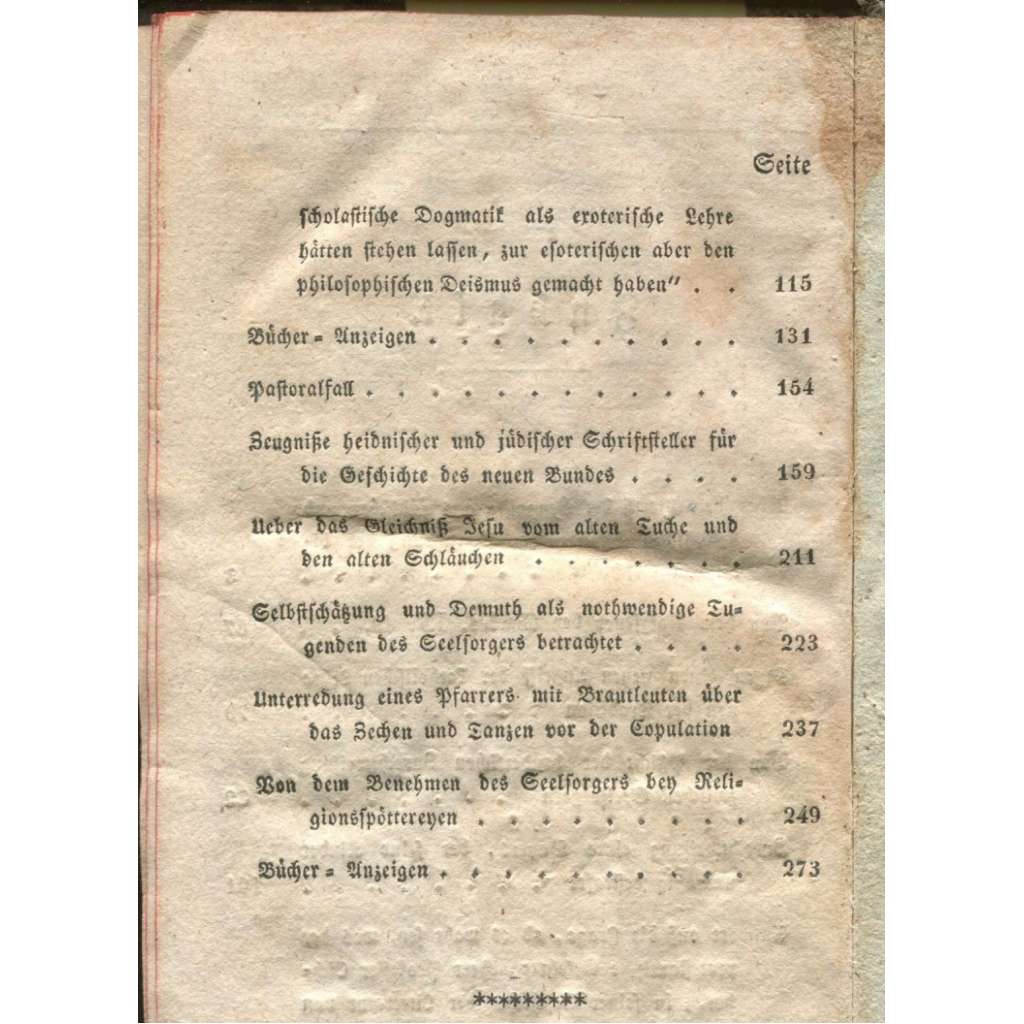 Seite
scholastische Dogmatik als exoterische Lehre
hätten stehen lassen, zur esoterischen aber den
philosophischen Deismus gemacht haben" . . 115
Bücher = Anzeigen . . . . . . . . . . 131
Pastoralfall . . . . . . . . . . . . 154
Zeugniße heidnischer und jüdischer Schriftsteller für
die Geschichte des neuen Bundes . . . . 159
Ueber das Gleichniß Jesu vom alten Tuche und
den alten Schläuchen . . . . . . . 211
Selbstschätzung und Demuth als nothwendige Tu=
genden des Seelsorgers betrachtet . . . . 223
Unterredung eines Pfarrers mit Brautleuten über
das Zechen und Tanzen vor der Copulation 237
Von dem Benehmen des Seelsorgers bey Reli=
gionsspöttereyen . . . . . . . . . 249
Bücher = Anzeigen . . . . . . . . . . 273
*********